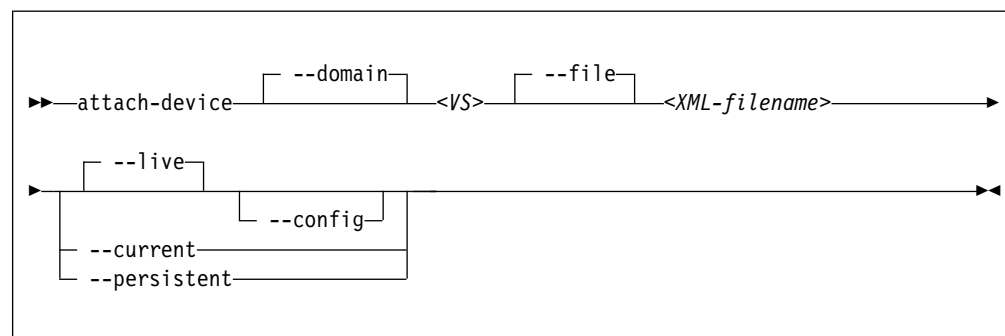 --domain --file
attach-device <VS> <XML-filename>
--live
--config
--current
--persistent